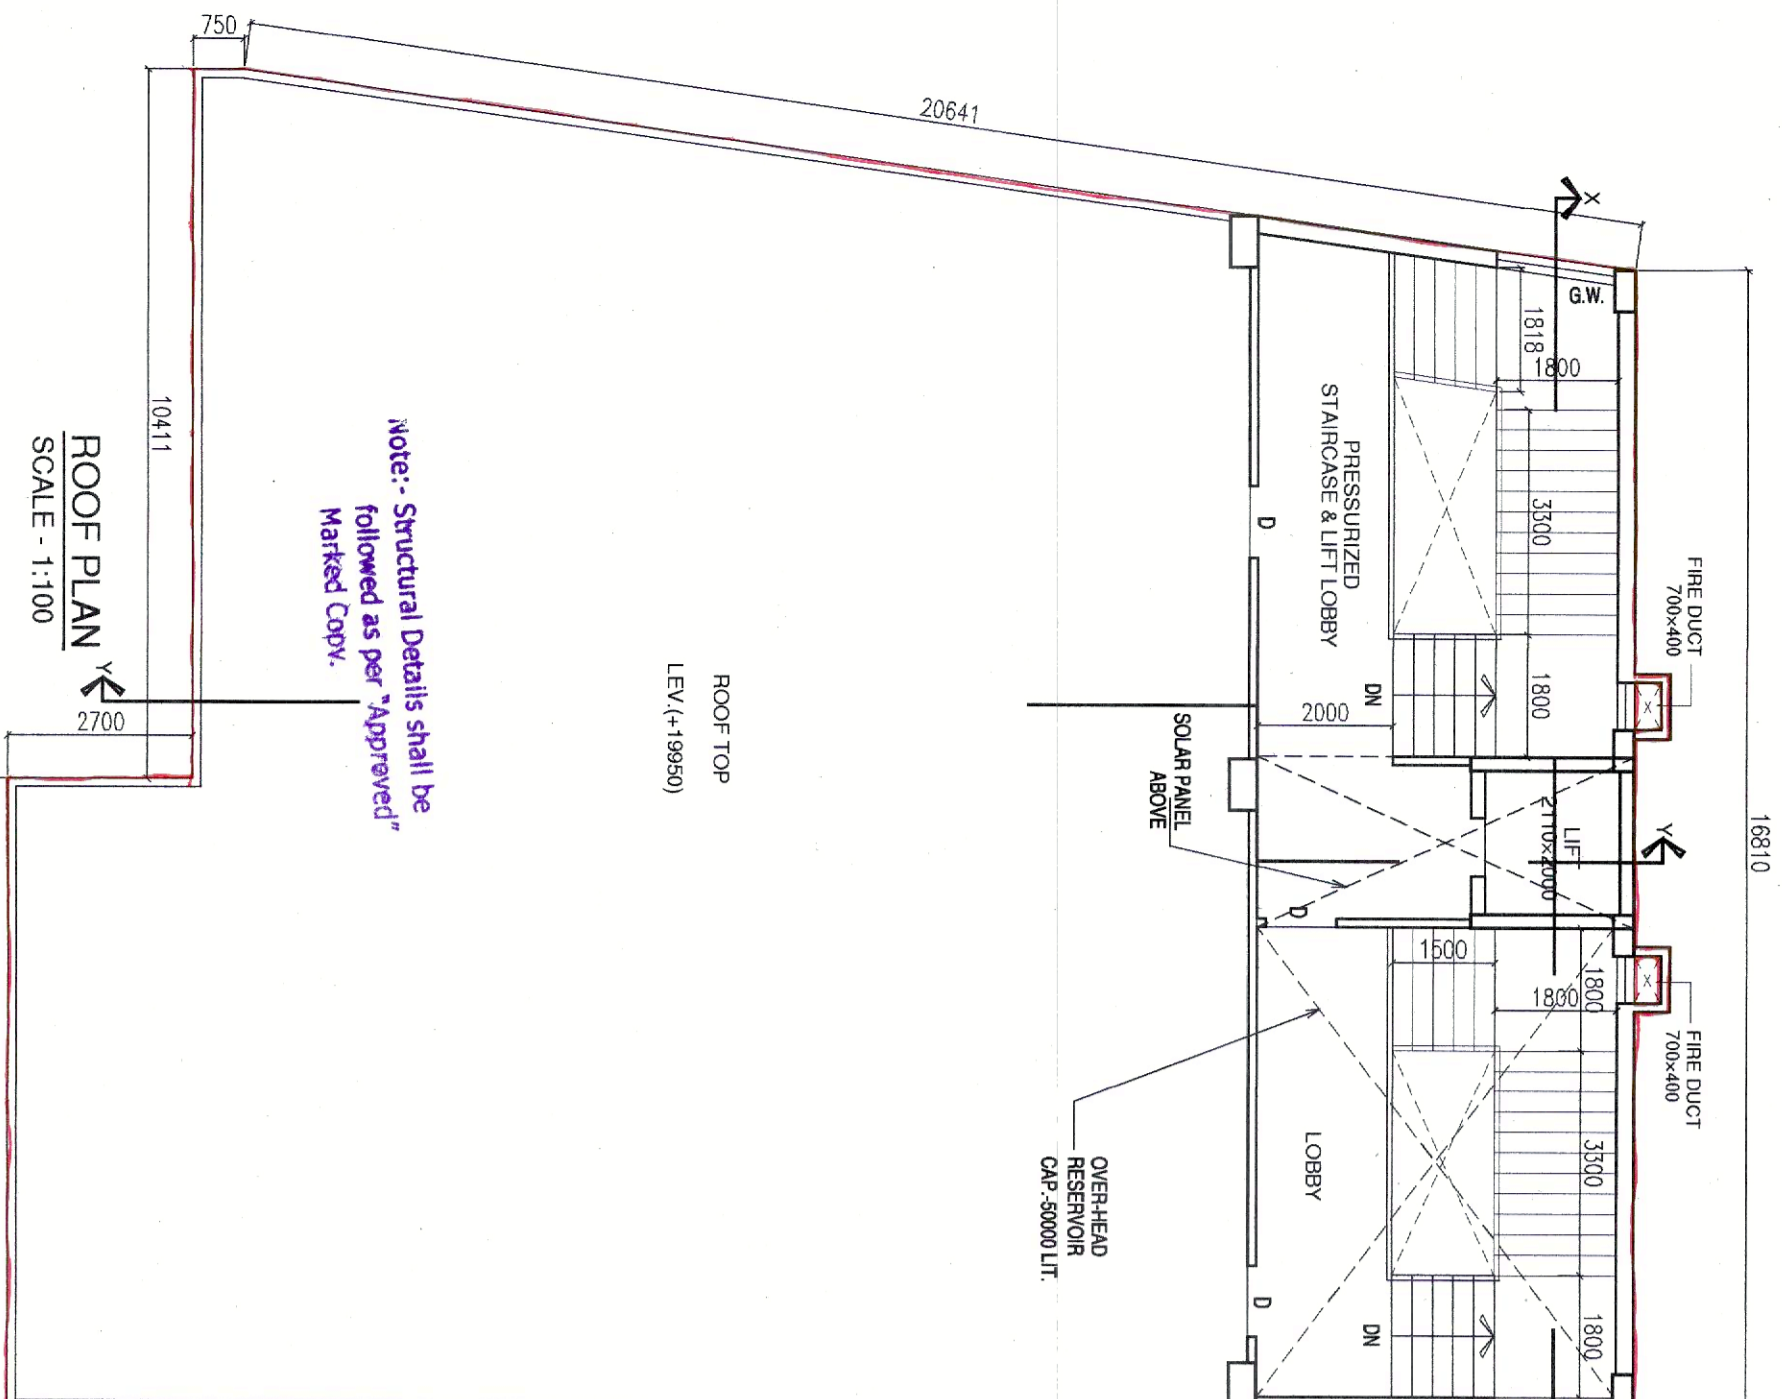 750
20641
X
G.W.
1818
1800
10411
16810
PRESSURIZED
STAIRCASE & LIFT LOBBY
3300
D
FIRE DUCT
700x400
X
1800
DN
2000
Note:- Structural Details shall be
followed as per "Approved"
Marked Copy.
ROOF PLAN
SCALE - 1:100
Y
2700
ROOF TOP
LEV.(+19950)
SOLAR PANEL
ABOVE
LIFT
2110x2000
Y
D
1500
1800
1800
X
FIRE DUCT
700x400
3300
LOBBY
OVER-HEAD
RESERVOIR
CAP.-50000 LIT.
D
DN
1800